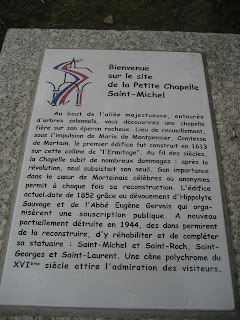 Bienvenue
sur le site
de la Petite Chapelle
Saint-Michel
Au bout de l'allée majestueuse, entourée
d'arbres solennels, vous découvrirez une chapelle
fière sur son éperon rocheux. Lieu de recueillement,
sous l'impulsion de Marie de Montpensier, Comtesse
de Mortain, le premier édifice fut construit en 1613
sur cette colline de "l'Ermitage". Au fil des siècles,
la Chapelle subit de nombreux dommages : après la
révolution, seul subsistait son seuil. Son importance
dans le cœur de Mortainais célèbres ou anonymes
permit à chaque fois sa reconstruction. L'édifice
actuel-date de 1852 grâce au dévouement d'Hippolyte
Sauvage et de l'Abbé Eugène Gervais qui orga-
nisèrent une souscription publique. A nouveau
partiellement détruite en 1944, des dons permirent
de la reconstruire, d'y réhabiliter et de compléter
sa statuaire : Saint-Michel et Saint-Roch, Saint-
Georges et Saint-Laurent. Une cène polychrome du
XVIème siècle attire l'admiration des visiteurs.